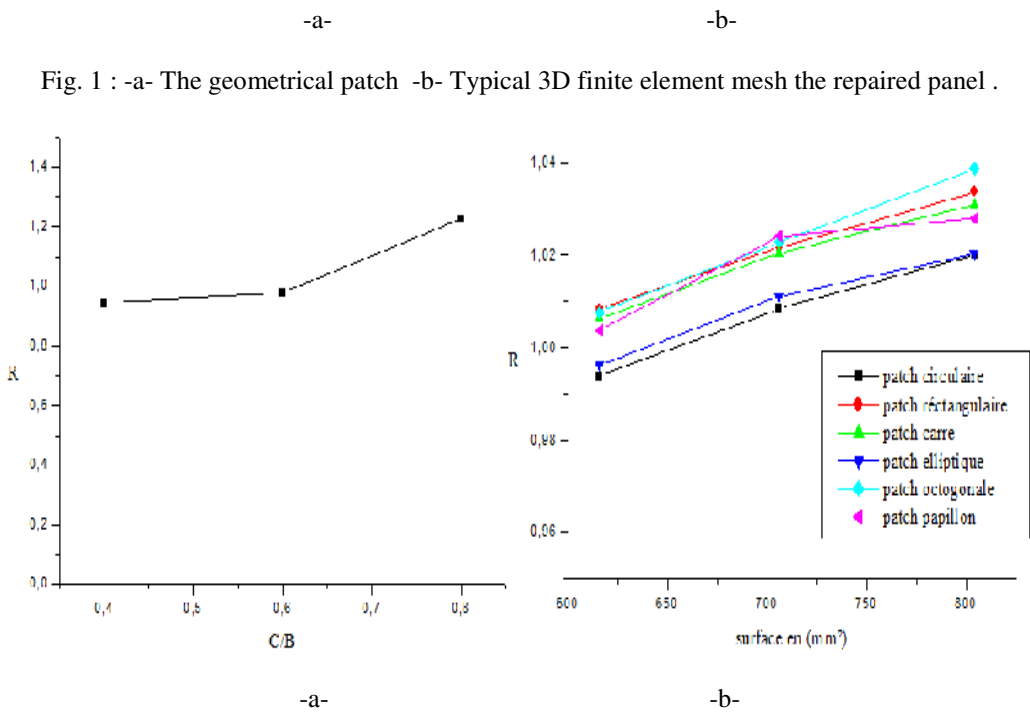 -a- -b-
Fig. 1 : -a- The geometrical patch -b- Typical 3D finite element mesh the repaired panel .
1,4
1,2
1,0
0,8
0,6
0,4
0,2
0,0
R
0,4 0,5 0,6 0,7 0,8
C/B
1,04
1,02
1,00
0,98
0,96
R
patch circulaire
patch réctangulaire
patch carre
patch elliptique
patch octogonale
patch papillon
600 650 700 750 800
surface en (mm²)
-a- -b-